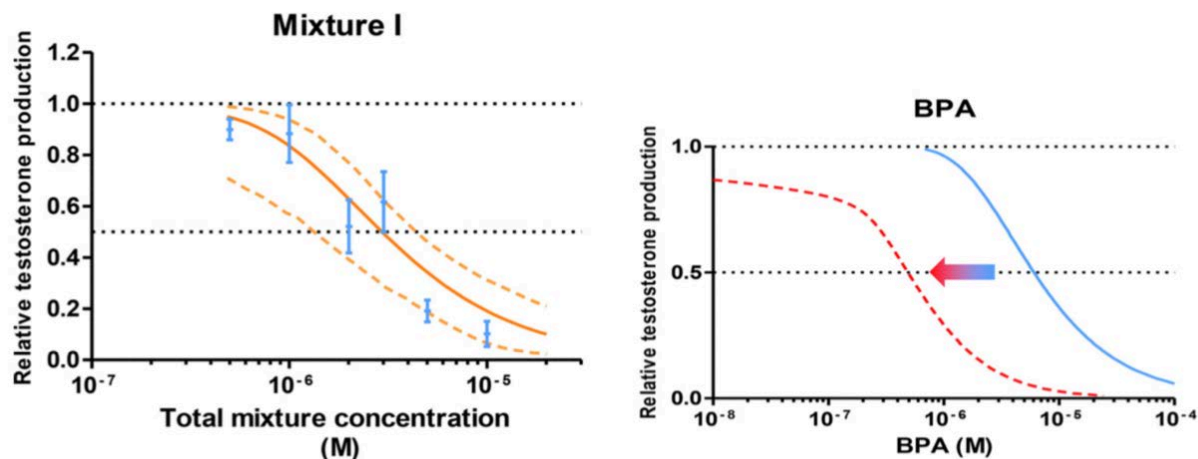 Mixture I
Relative testosterone production
1.2
1.0
0.8
0.6
0.4
0.2
0.0
10⁻⁷
10⁻⁶
10⁻⁵
Total mixture concentration
(M)
BPA
Relative testosterone production
1.0
0.5
0.0
10⁻⁸
10⁻⁷
10⁻⁶
10⁻⁵
10⁻⁴
BPA (M)